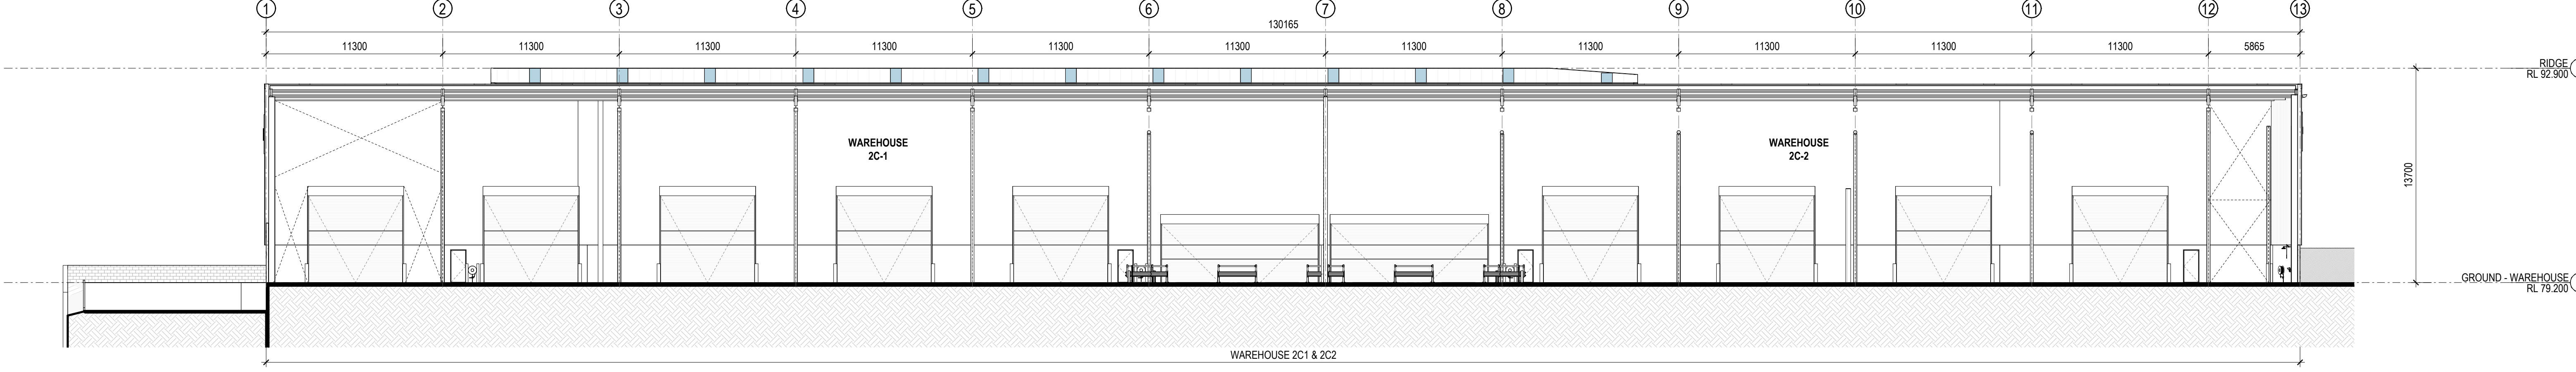 1 2 3 4 5 6 7 8 9 10 11 12 13
130165
11300 11300 11300 11300 11300 11300 11300 11300 11300 11300 11300 5865
RIDGE
RL 92.900
WAREHOUSE
2C-1
WAREHOUSE
2C-2
13700
GROUND - WAREHOUSE
RL 79.200
WAREHOUSE 2C1 & 2C2